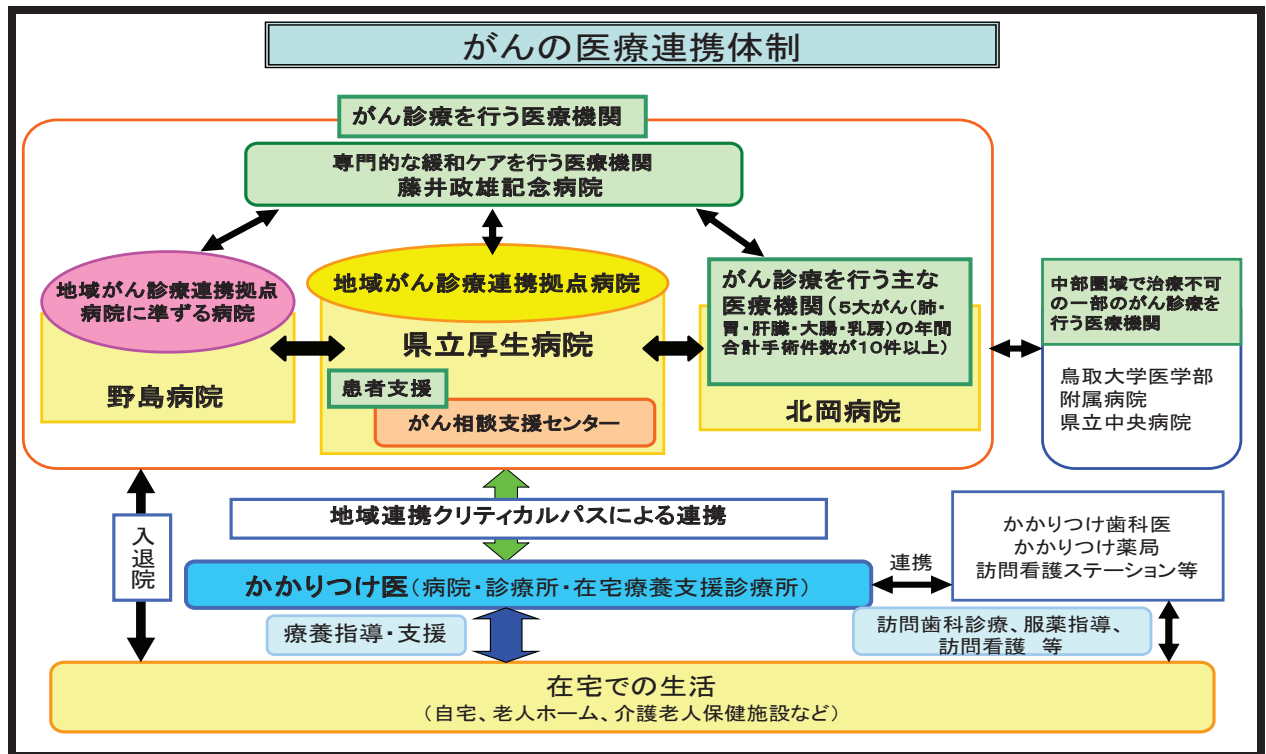 がんの医療連携体制
がん診療を行う医療機関
専門的な緩和ケアを行う医療機関
藤井政雄記念病院
地域がん診療連携拠点
病院に準ずる病院
野島病院
地域がん診療連携拠点病院
県立厚生病院
患者支援
がん相談支援センター
がん診療を行う主な
医療機関(5大がん(肺・
胃・肝臓・大腸・乳房)の年間
合計手術件数が10件以上)
北岡病院
中部圏域で治療不可
の一部のがん診療を
行う医療機関
鳥取大学医学部
附属病院
県立中央病院
入退院
地域連携クリティカルパスによる連携
かかりつけ医(病院・診療所・在宅療養支援診療所)
連携
かかりつけ歯科医
かかりつけ薬局
訪問看護ステーション等
療養指導・支援
訪問歯科診療、服薬指導、
訪問看護 等
在宅での生活
(自宅、老人ホーム、介護老人保健施設など)